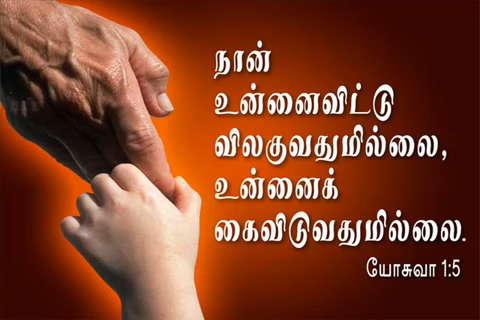 நான்
உன்னைவிட்டு
விலகுவதுமில்லை,
உன்னைக்
கைவிடுவதுமில்லை.
யோசுவா 1:5